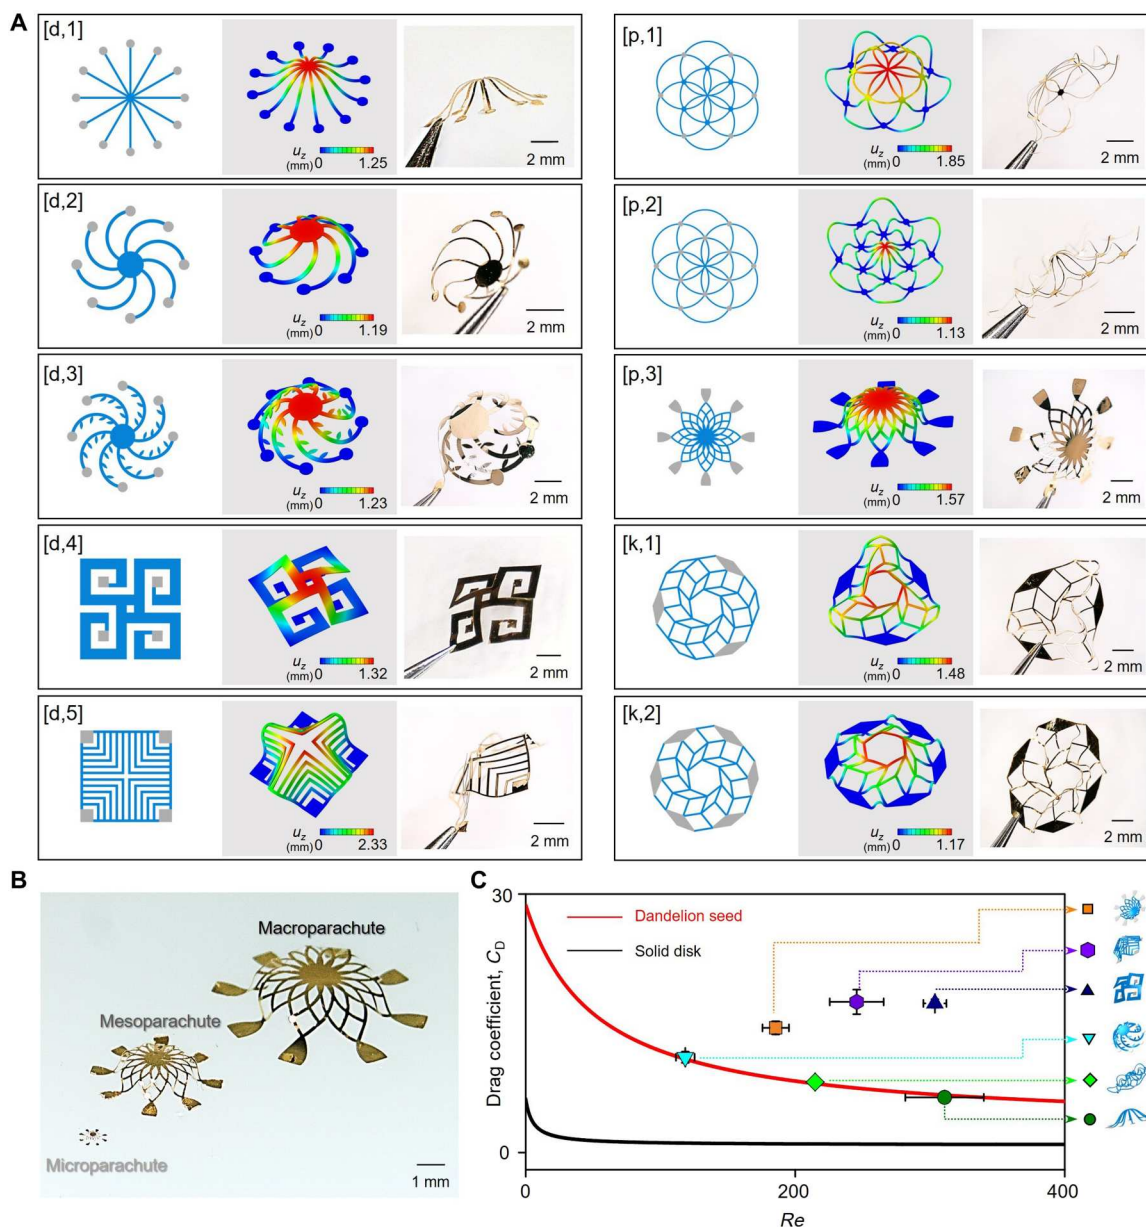 A
[d,1]
u_z
(mm) 0 1.25
2 mm
[p,1]
u_z
(mm) 0 1.85
2 mm
[d,2]
u_z
(mm) 0 1.19
2 mm
[p,2]
u_z
(mm) 0 1.13
2 mm
[d,3]
u_z
(mm) 0 1.23
2 mm
[p,3]
u_z
(mm) 0 1.57
2 mm
[d,4]
u_z
(mm) 0 1.32
2 mm
[k,1]
u_z
(mm) 0 1.48
2 mm
[d,5]
u_z
(mm) 0 2.33
2 mm
[k,2]
u_z
(mm) 0 1.17
2 mm
B
Macroparachute
Mesoparachute
Microparachute
1 mm
C
30
Dandelion seed
Solid disk
Drag coefficient, C_D
0
0 200 400
Re